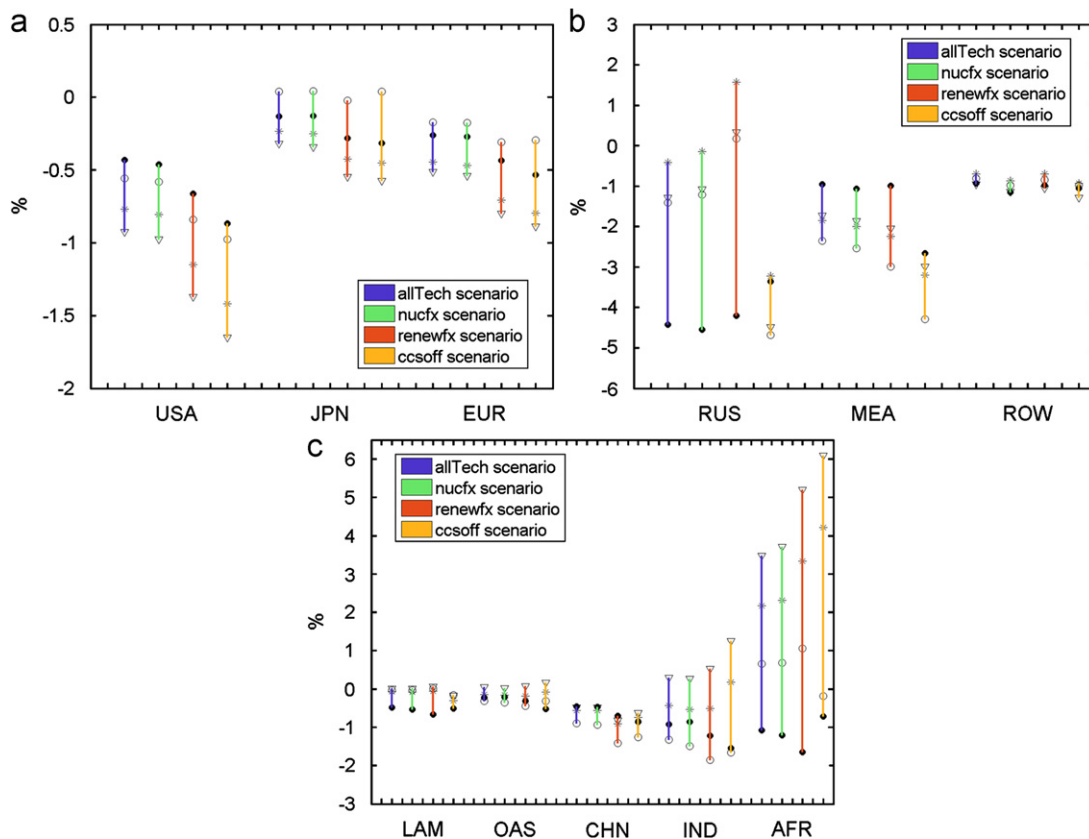 a
0.5
0
-0.5
-1
-1.5
-2
%
allTech scenario
nucfx scenario
renewfx scenario
ccsoff scenario
USA JPN EUR
b
3
2
1
0
-1
-2
-3
-4
-5
-6
%
allTech scenario
nucfx scenario
renewfx scenario
ccsoff scenario
RUS MEA ROW
c
6
5
4
3
2
1
0
-1
-2
-3
%
allTech scenario
nucfx scenario
renewfx scenario
ccsoff scenario
LAM OAS CHN IND AFR